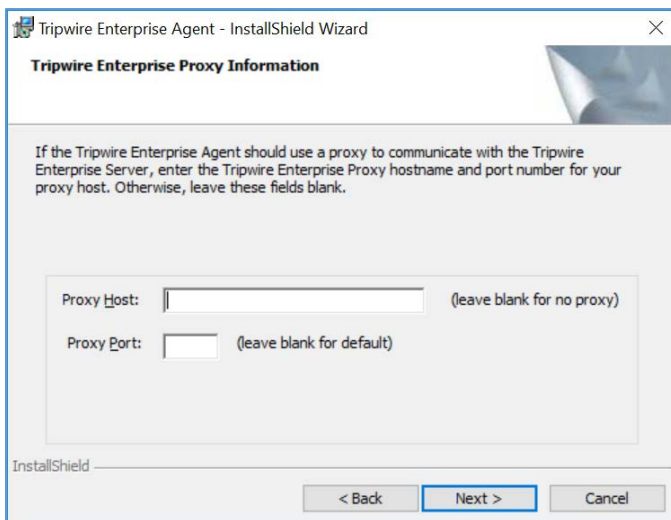 Tripwire Enterprise Agent - InstallShield Wizard
Tripwire Enterprise Proxy Information
If the Tripwire Enterprise Agent should use a proxy to communicate with the Tripwire
Enterprise Server, enter the Tripwire Enterprise Proxy hostname and port number for your
proxy host. Otherwise, leave these fields blank.
Proxy Host: (leave blank for no proxy)
Proxy Port: (leave blank for default)
InstallShield
< Back Next > Cancel